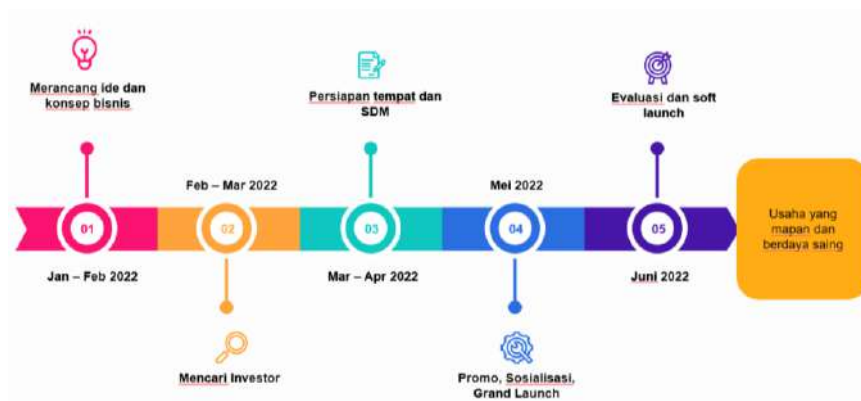 Merancang ide dan
konsep bisnis
Persiapan tempat dan
SDM
Evaluasi dan soft
launch
Feb – Mar 2022
Mei 2022
01
02
03
04
05
Usaha yang
mapan dan
berdaya saing
Jan – Feb 2022
Mar – Apr 2022
Juni 2022
Mencari Investor
Promo, Sosialisasi,
Grand Launch